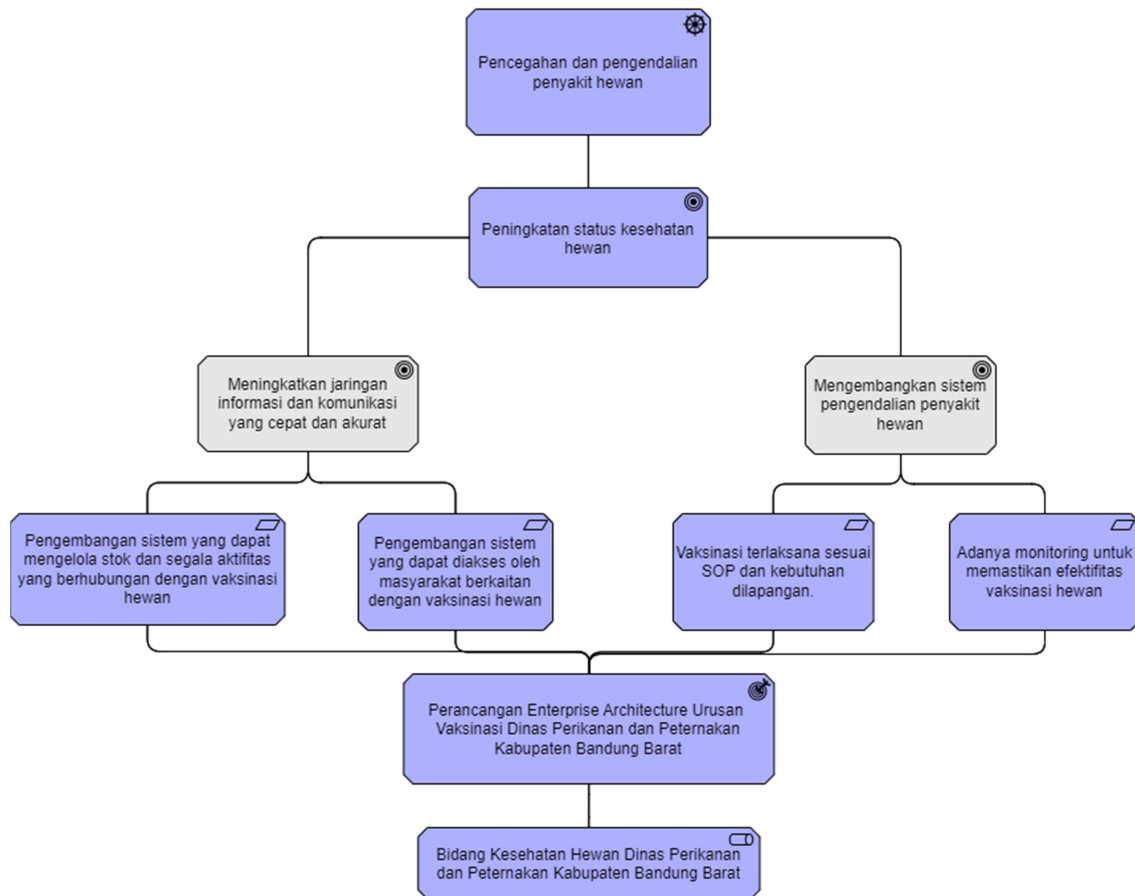 Pencegahan dan pengendalian
penyakit hewan
Peningkatan status kesehatan
hewan
Meningkatkan jaringan
informasi dan komunikasi
yang cepat dan akurat
Mengembangkan sistem
pengendalian penyakit
hewan
Pengembangan sistem yang dapat
mengelola stok dan segala aktifitas
yang berhubungan dengan vaksinasi
hewan
Pengembangan sistem
yang dapat diakses oleh
masyarakat berkaitan
dengan vaksinasi hewan
Vaksinasi terlaksana sesuai
SOP dan kebutuhan
dilapangan.
Adanya monitoring untuk
memastikan efektifitas
vaksinasi hewan
Perancangan Enterprise Architecture Urusan
Vaksinasi Dinas Perikanan dan Peternakan
Kabupaten Bandung Barat
Bidang Kesehatan Hewan Dinas Perikanan
dan Peternakan Kabupaten Bandung Barat